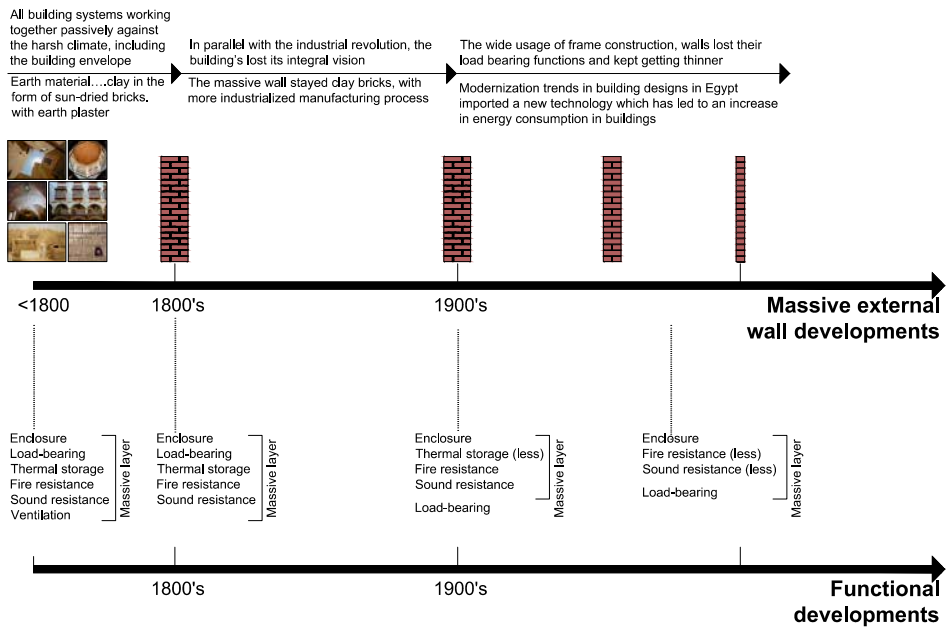 All building systems working
together passively against
the harsh climate, including
the building envelope
Earth material....clay in the
form of sun-dried bricks.
with earth plaster
In parallel with the industrial revolution, the
building's lost its integral vision
The massive wall stayed clay bricks, with
more industrialized manufacturing process
The wide usage of frame construction, walls lost their
load bearing functions and kept getting thinner
Modernization trends in building designs in Egypt
imported a new technology which has led to an increase
in energy consumption in buildings
<1800
1800's
1900's
Massive external
wall developments
Enclosure
Load-bearing
Thermal storage
Fire resistance
Sound resistance
Ventilation
Massive layer
Enclosure
Load-bearing
Thermal storage
Fire resistance
Sound resistance
Massive layer
Enclosure
Thermal storage (less)
Fire resistance
Sound resistance
Load-bearing
Massive layer
Enclosure
Fire resistance (less)
Sound resistance (less)
Load-bearing
Massive layer
1800's
1900's
Functional
developments